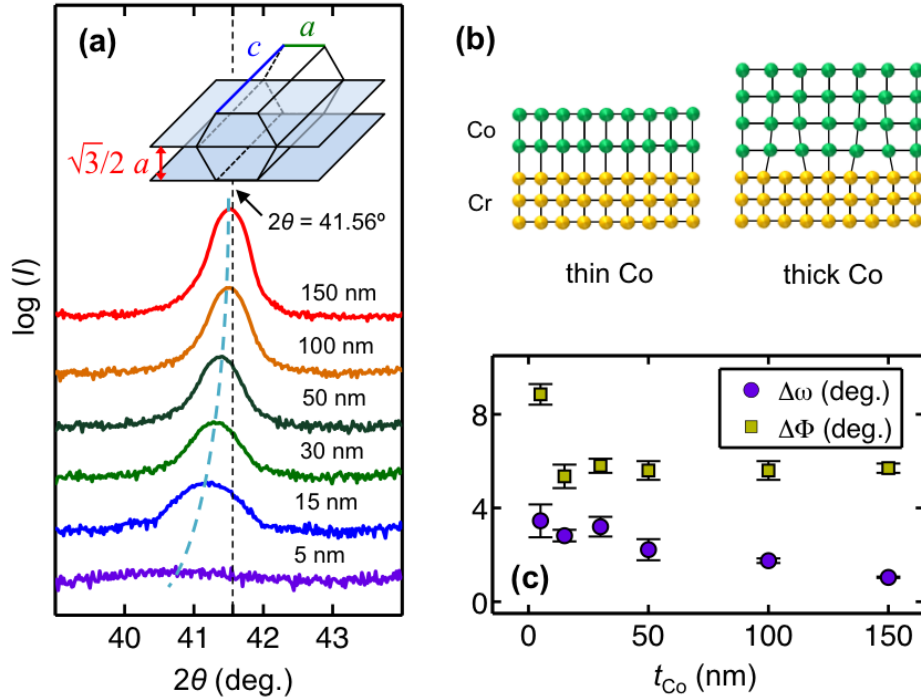 (a)
a
c
√3/2 a
2θ = 41.56º
150 nm
100 nm
50 nm
30 nm
15 nm
5 nm
log (I)
40 41 42 43
2θ (deg.)
(b)
Co
Cr
thin Co
thick Co
Δω (deg.)
ΔΦ (deg.)
8
4
0
(c)
0 50 100 150
tCo (nm)